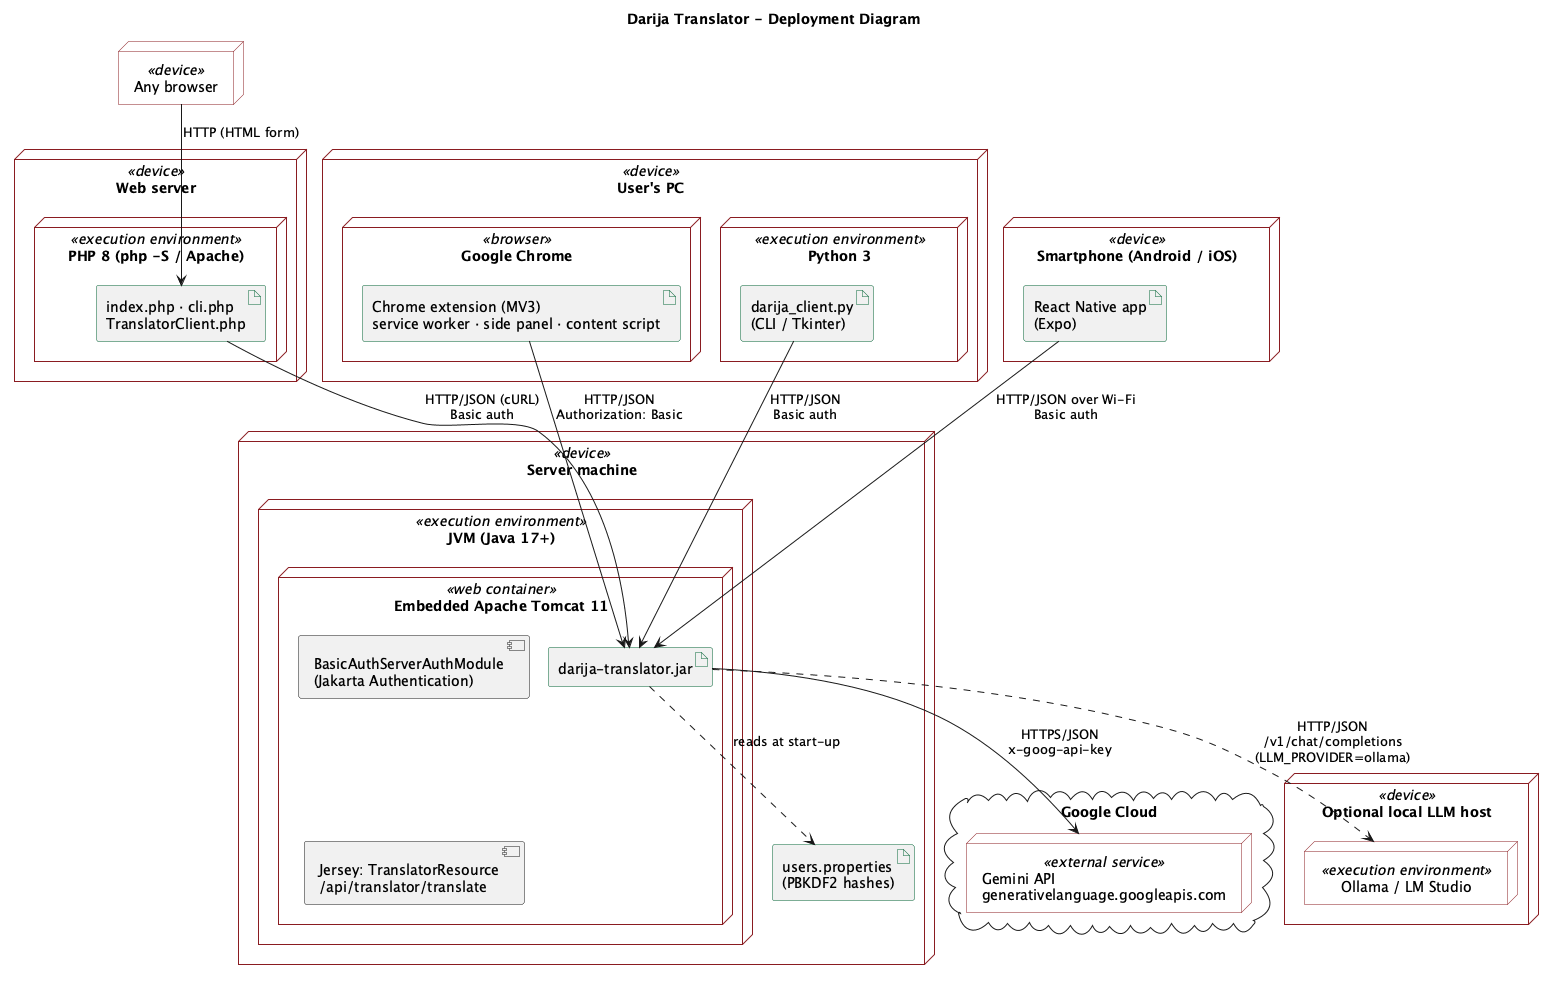 Darija Translator - Deployment Diagram
«device»
Any browser
HTTP (HTML form)
«device»
Web server
«execution environment»
PHP 8 (php -S / Apache)
index.php · cli.php
TranslatorClient.php
«device»
User's PC
«browser»
Google Chrome
Chrome extension (MV3)
service worker · side panel · content script
«execution environment»
Python 3
darija_client.py
(CLI / Tkinter)
«device»
Smartphone (Android / iOS)
React Native app
(Expo)
HTTP/JSON (cURL)
Basic auth
HTTP/JSON
Authorization: Basic
HTTP/JSON
Basic auth
HTTP/JSON over Wi-Fi
Basic auth
«device»
Server machine
«execution environment»
JVM (Java 17+)
«web container»
Embedded Apache Tomcat 11
BasicAuthServerAuthModule
(Jakarta Authentication)
darija-translator.jar
reads at start-up
HTTPS/JSON
x-goog-api-key
HTTP/JSON
/v1/chat/completions
(LLM_PROVIDER=ollama)
Jersey: TranslatorResource
/api/translator/translate
users.properties
(PBKDF2 hashes)
Google Cloud
«external service»
Gemini API
generativelanguage.googleapis.com
«device»
Optional local LLM host
«execution environment»
Ollama / LM Studio